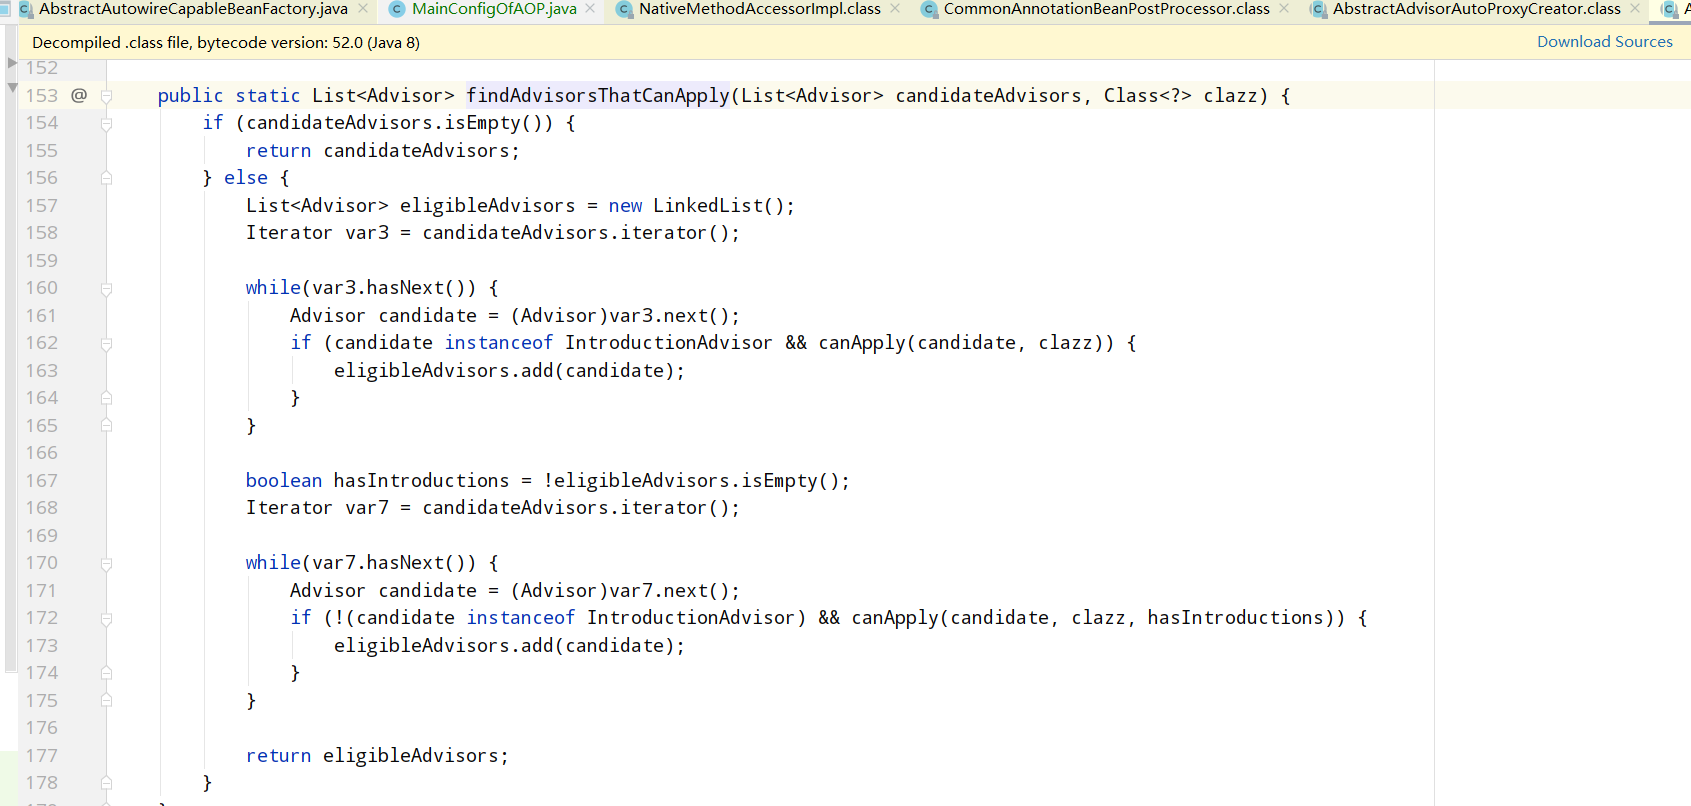 AbstractAutowireCapableBeanFactory.java MainConfigOfAOP.java NativeMethodAccessorImpl.class CommonAnnotationBeanPostProcessor.class AbstractAdvisorAutoProxyCreator.class
Decompiled .class file, bytecode version: 52.0 (Java 8) Download Sources
152
153 @ public static List<Advisor> findAdvisorsThatCanApply(List<Advisor> candidateAdvisors, Class<?> clazz) {
154 if (candidateAdvisors.isEmpty()) {
155 return candidateAdvisors;
156 } else {
157 List<Advisor> eligibleAdvisors = new LinkedList();
158 Iterator var3 = candidateAdvisors.iterator();
159
160 while(var3.hasNext()) {
161 Advisor candidate = (Advisor)var3.next();
162 if (candidate instanceof IntroductionAdvisor && canApply(candidate, clazz)) {
163 eligibleAdvisors.add(candidate);
164 }
165 }
166
167 boolean hasIntroductions = !eligibleAdvisors.isEmpty();
168 Iterator var7 = candidateAdvisors.iterator();
169
170 while(var7.hasNext()) {
171 Advisor candidate = (Advisor)var7.next();
172 if (!(candidate instanceof IntroductionAdvisor) && canApply(candidate, clazz, hasIntroductions)) {
173 eligibleAdvisors.add(candidate);
174 }
175 }
176
177 return eligibleAdvisors;
178 }